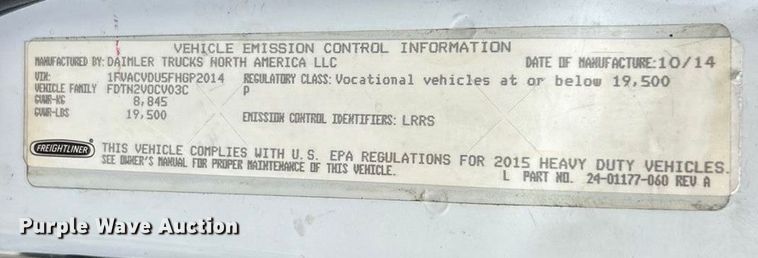 VEHICLE EMISSION CONTROL INFORMATION
MANUFACTURED BY: DAIMLER TRUCKS NORTH AMERICA LLC DATE OF MANUFACTURE: 10/14
VIN: 1FVACVDU5FHGP2014 REGULATORY CLASS: Vocational vehicles at or below 19,500
VEHICLE FAMILY FDTN2VOCV03C p
GVWR-KG 8,845
GVWR-LBS 19,500 EMISSION CONTROL IDENTIFIERS: LRRS
FREIGHTLINER THIS VEHICLE COMPLIES WITH U.S. EPA REGULATIONS FOR 2015 HEAVY DUTY VEHICLES.
SEE OWNER'S MANUAL FOR PROPER MAINTENANCE OF THIS VEHICLE. L PART NO. 24-01177-060 REV A
Purple Wave Auction